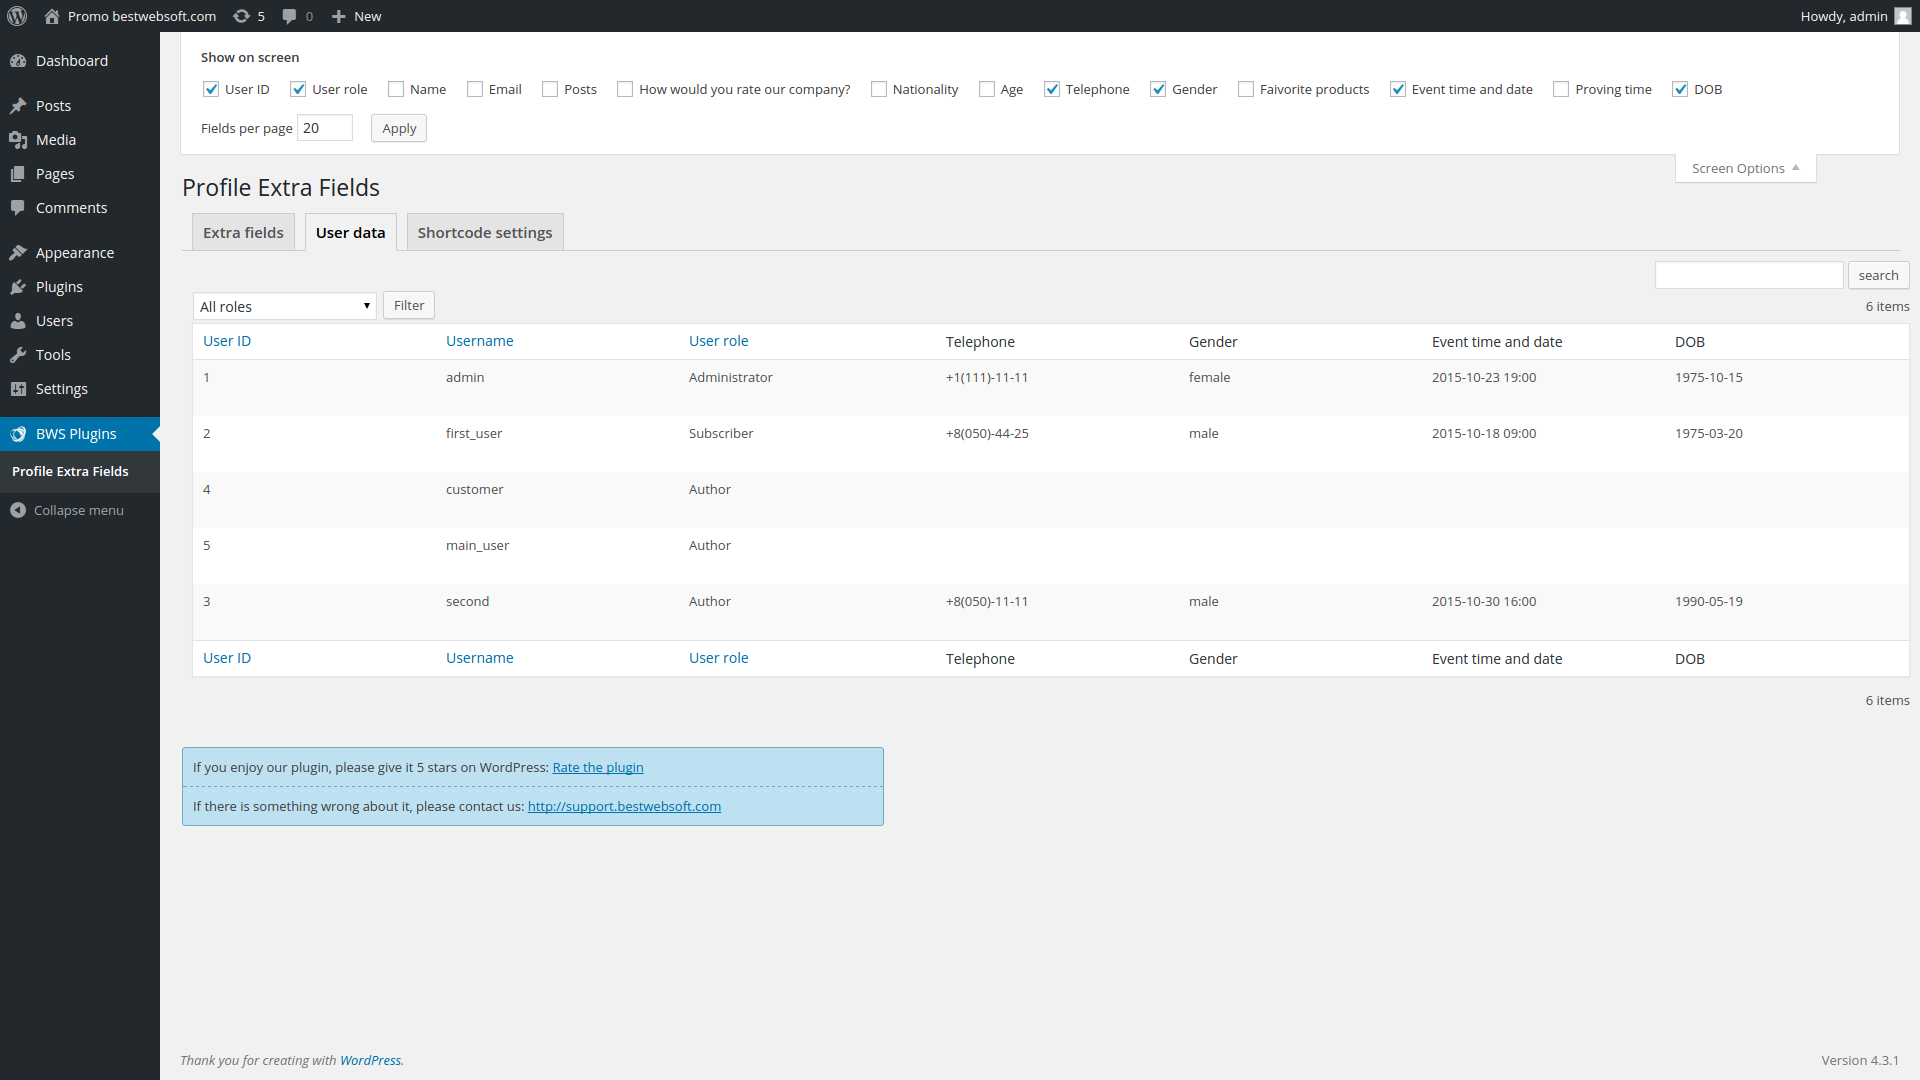 Promo bestwebsoft.com 5 0 New Howdy, admin
Dashboard
Posts
Media
Pages
Comments
Appearance
Plugins
Users
Tools
Settings
BWS Plugins
Profile Extra Fields
Collapse menu
Show on screen
User ID User role Name Email Posts How would you rate our company? Nationality Age Telephone Gender Faivorite products Event time and date Proving time DOB
Fields per page 20 Apply
Screen Options
Profile Extra Fields
Extra fields User data Shortcode settings
search
All roles Filter 6 items
User ID Username User role Telephone Gender Event time and date DOB
1 admin Administrator +1(111)-11-11 female 2015-10-23 19:00 1975-10-15
2 first_user Subscriber +8(050)-44-25 male 2015-10-18 09:00 1975-03-20
4 customer Author
5 main_user Author
3 second Author +8(050)-11-11 male 2015-10-30 16:00 1990-05-19
User ID Username User role Telephone Gender Event time and date DOB
6 items
If you enjoy our plugin, please give it 5 stars on WordPress: Rate the plugin
If there is something wrong about it, please contact us: http://support.bestwebsoft.com
Thank you for creating with WordPress. Version 4.3.1